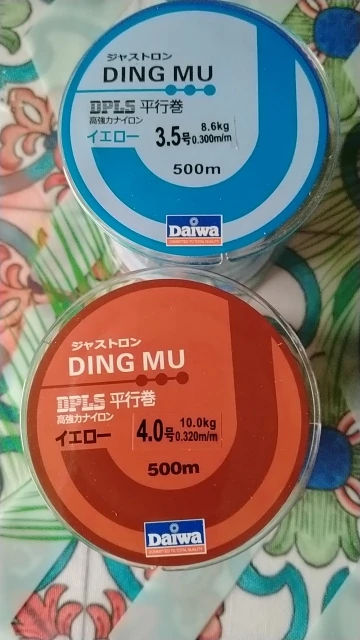 ジャストロン
DING MU
DPLS 平行巻
高強力ナイロン
イエロー 3.5号 8.6kg 0.300m/m
500m
Daiwa
ジャストロン
DING MU
DPLS 平行巻
高強力ナイロン
イエロー 4.0号 10.0kg 0.320m/m
500m
Daiwa